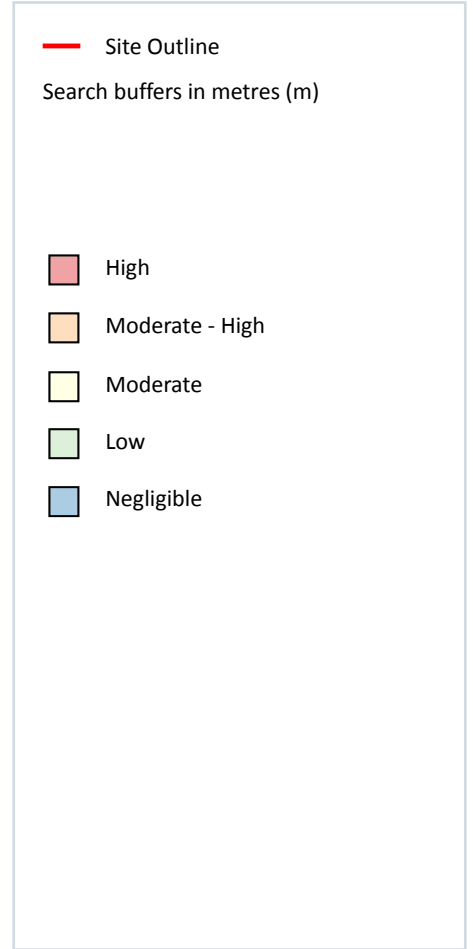 Site Outline
Search buffers in metres (m)
High
Moderate - High
Moderate
Low
Negligible